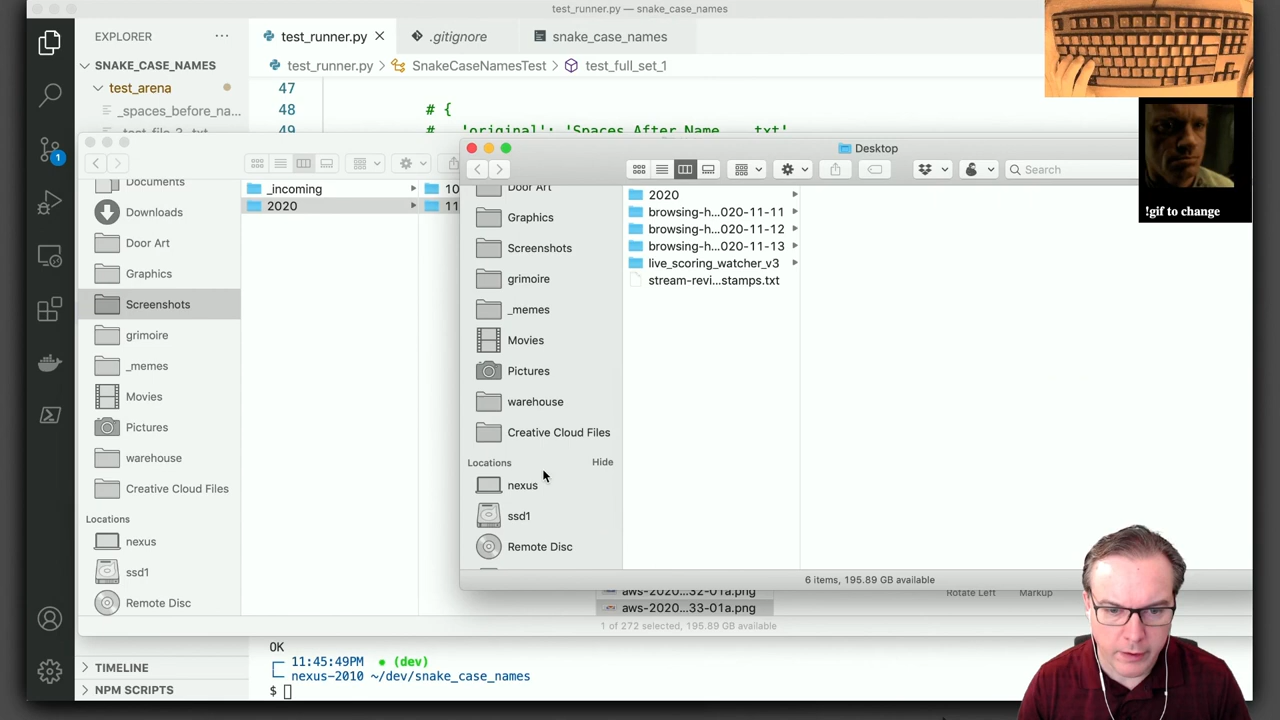 test_runner.py — snake_case_names
EXPLORER
test_runner.py
.gitignore
snake_case_names
SNAKE_CASE_NAMES
test_runner.py > SnakeCaseNamesTest > test_full_set_1
test_arena
_spaces_before_na...
47
48 # {
49 # 'original': 'Spaces After Name .txt'
1
!gif to change
Documents
Downloads
Door Art
Graphics
Screenshots
grimoire
_memes
Movies
Pictures
warehouse
Creative Cloud Files
Locations
nexus
ssd1
Remote Disc
_incoming
2020
10
11
Desktop
Search
Door Art
Graphics
Screenshots
grimoire
_memes
Movies
Pictures
warehouse
Creative Cloud Files
Locations Hide
nexus
ssd1
Remote Disc
2020
browsing-h...020-11-11
browsing-h...020-11-12
browsing-h...020-11-13
live_scoring_watcher_v3
stream-revi...stamps.txt
6 items, 195.89 GB available
aws-2020...32-01a.png
aws-2020...33-01a.png
Rotate Left Markup
1 of 272 selected, 195.89 GB available
OK
11:45:49PM • (dev)
nexus-2010 ~/dev/snake_case_names
$
TIMELINE
NPM SCRIPTS